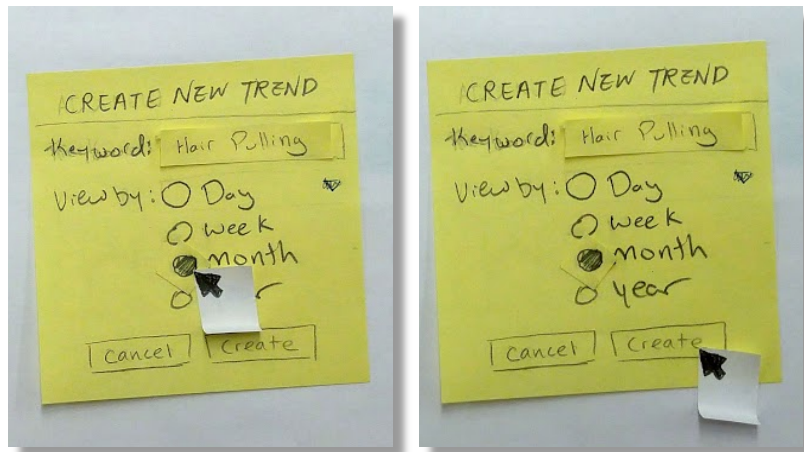 CREATE NEW TREND
Keyword: Hair Pulling
View by: Day
week
month
Cancel Create
CREATE NEW TREND
Keyword: Hair Pulling
View by: Day
week
month
year
Cancel Create